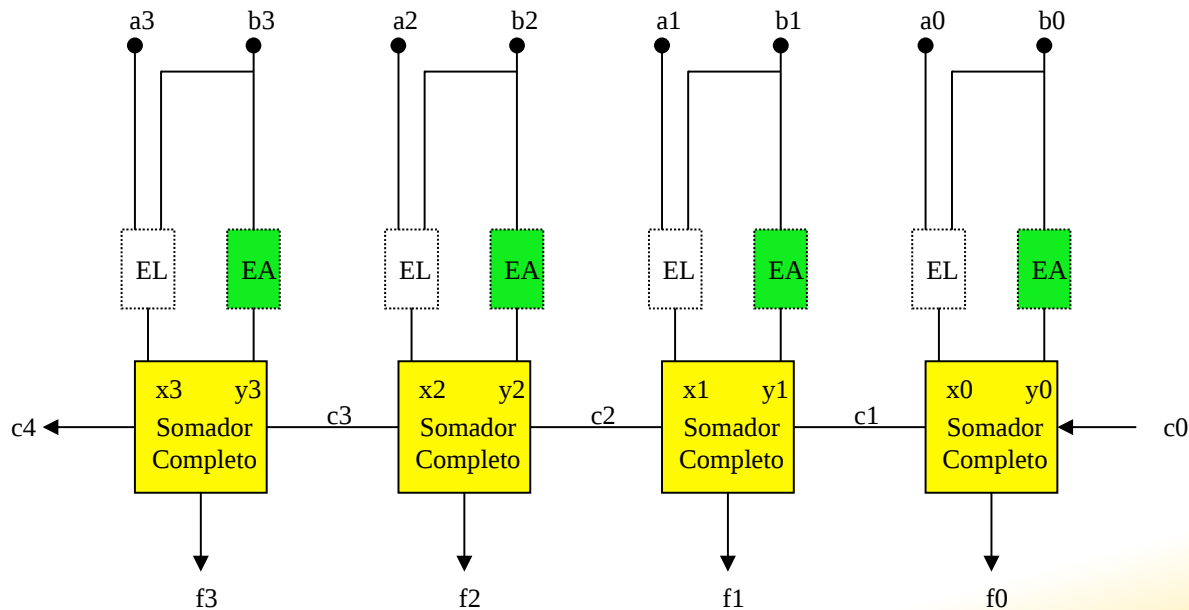 a3 b3 a2 b2 a1 b1 a0 b0
EL EA EL EA EL EA EL EA
x3 y3 x2 y2 x1 y1 x0 y0
c4 Somador c3 Somador c2 Somador c1 Somador c0
Completo Completo Completo Completo
f3 f2 f1 f0